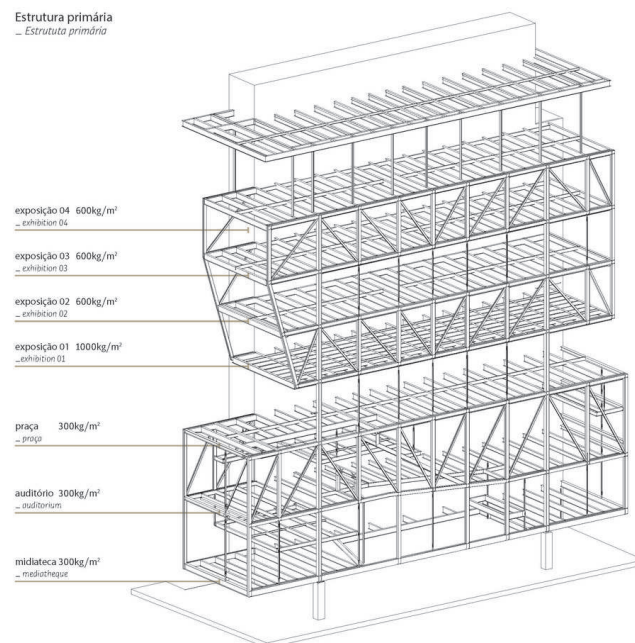 Estrutura primária
_ Estrututa primária
exposição 04 600kg/m²
_ exhibition 04
exposição 03 600kg/m²
_ exhibition 03
exposição 02 600kg/m²
_ exhibition 02
exposição 01 1000kg/m²
_exhibition 01
praça 300kg/m²
_ praça
auditório 300kg/m²
_ auditorium
midiateca 300kg/m²
_ mediatheque